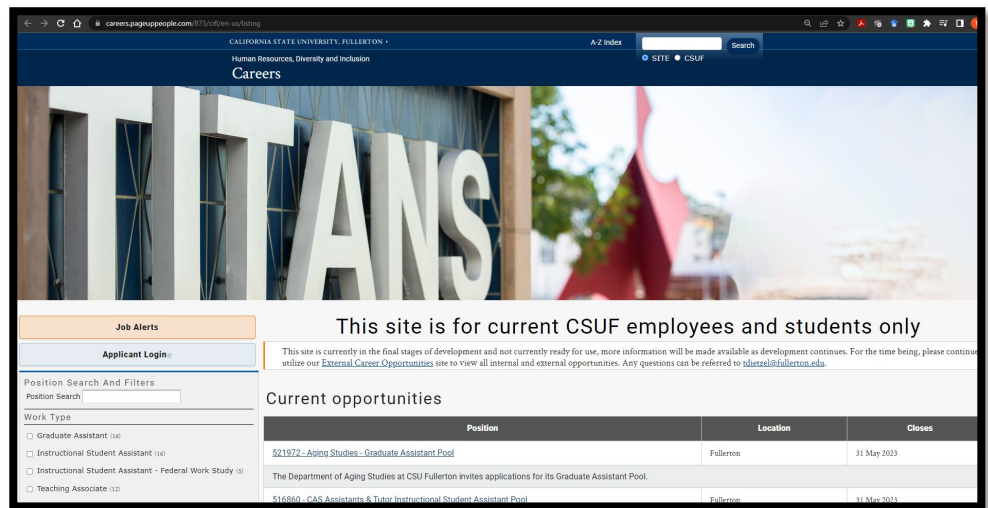 careers.pageuppeople.com/873/cifl/en-us/listing
CALIFORNIA STATE UNIVERSITY, FULLERTON
A-Z Index
Search
Human Resources, Diversity and Inclusion
SITE CSUF
Careers
TITANS
Job Alerts
Applicant Login
Position Search And Filters
Position Search
Work Type
Graduate Assistant (16)
Instructional Student Assistant (16)
Instructional Student Assistant - Federal Work Study (5)
Teaching Associate (12)
This site is for current CSUF employees and students only
This site is currently in the final stages of development and not currently ready for use, more information will be made available as development continues. For the time being, please continue
utilize our External Career Opportunities site to view all internal and external opportunities. Any questions can be referred to tdietzel@fullerton.edu.
Current opportunities
Position Location Closes
521972 - Aging Studies - Graduate Assistant Pool Fullerton 31 May 2023
The Department of Aging Studies at CSU Fullerton invites applications for its Graduate Assistant Pool.
516860 - CAS Assistants & Tutor Instructional Student Assistant Pool Fullerton 31 May 2023